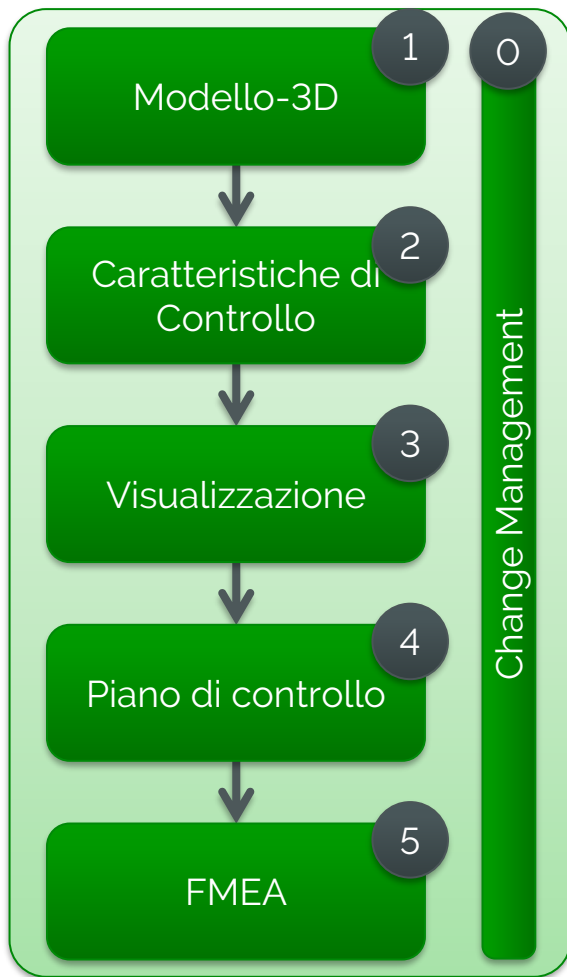 1
0
Modello-3D
2
Caratteristiche di
Controllo
3
Visualizzazione
4
Piano di controllo
5
FMEA
Change Management